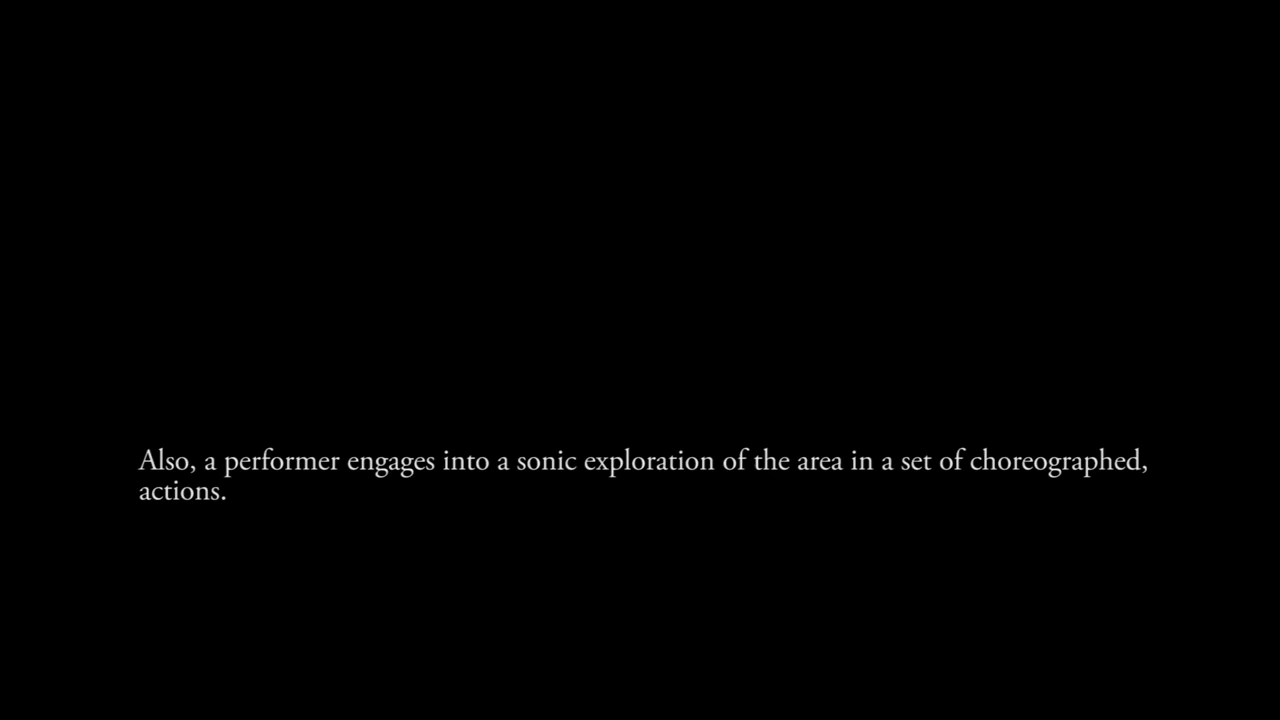 Also, a performer engages into a sonic exploration of the area in a set of choreographed,
actions.